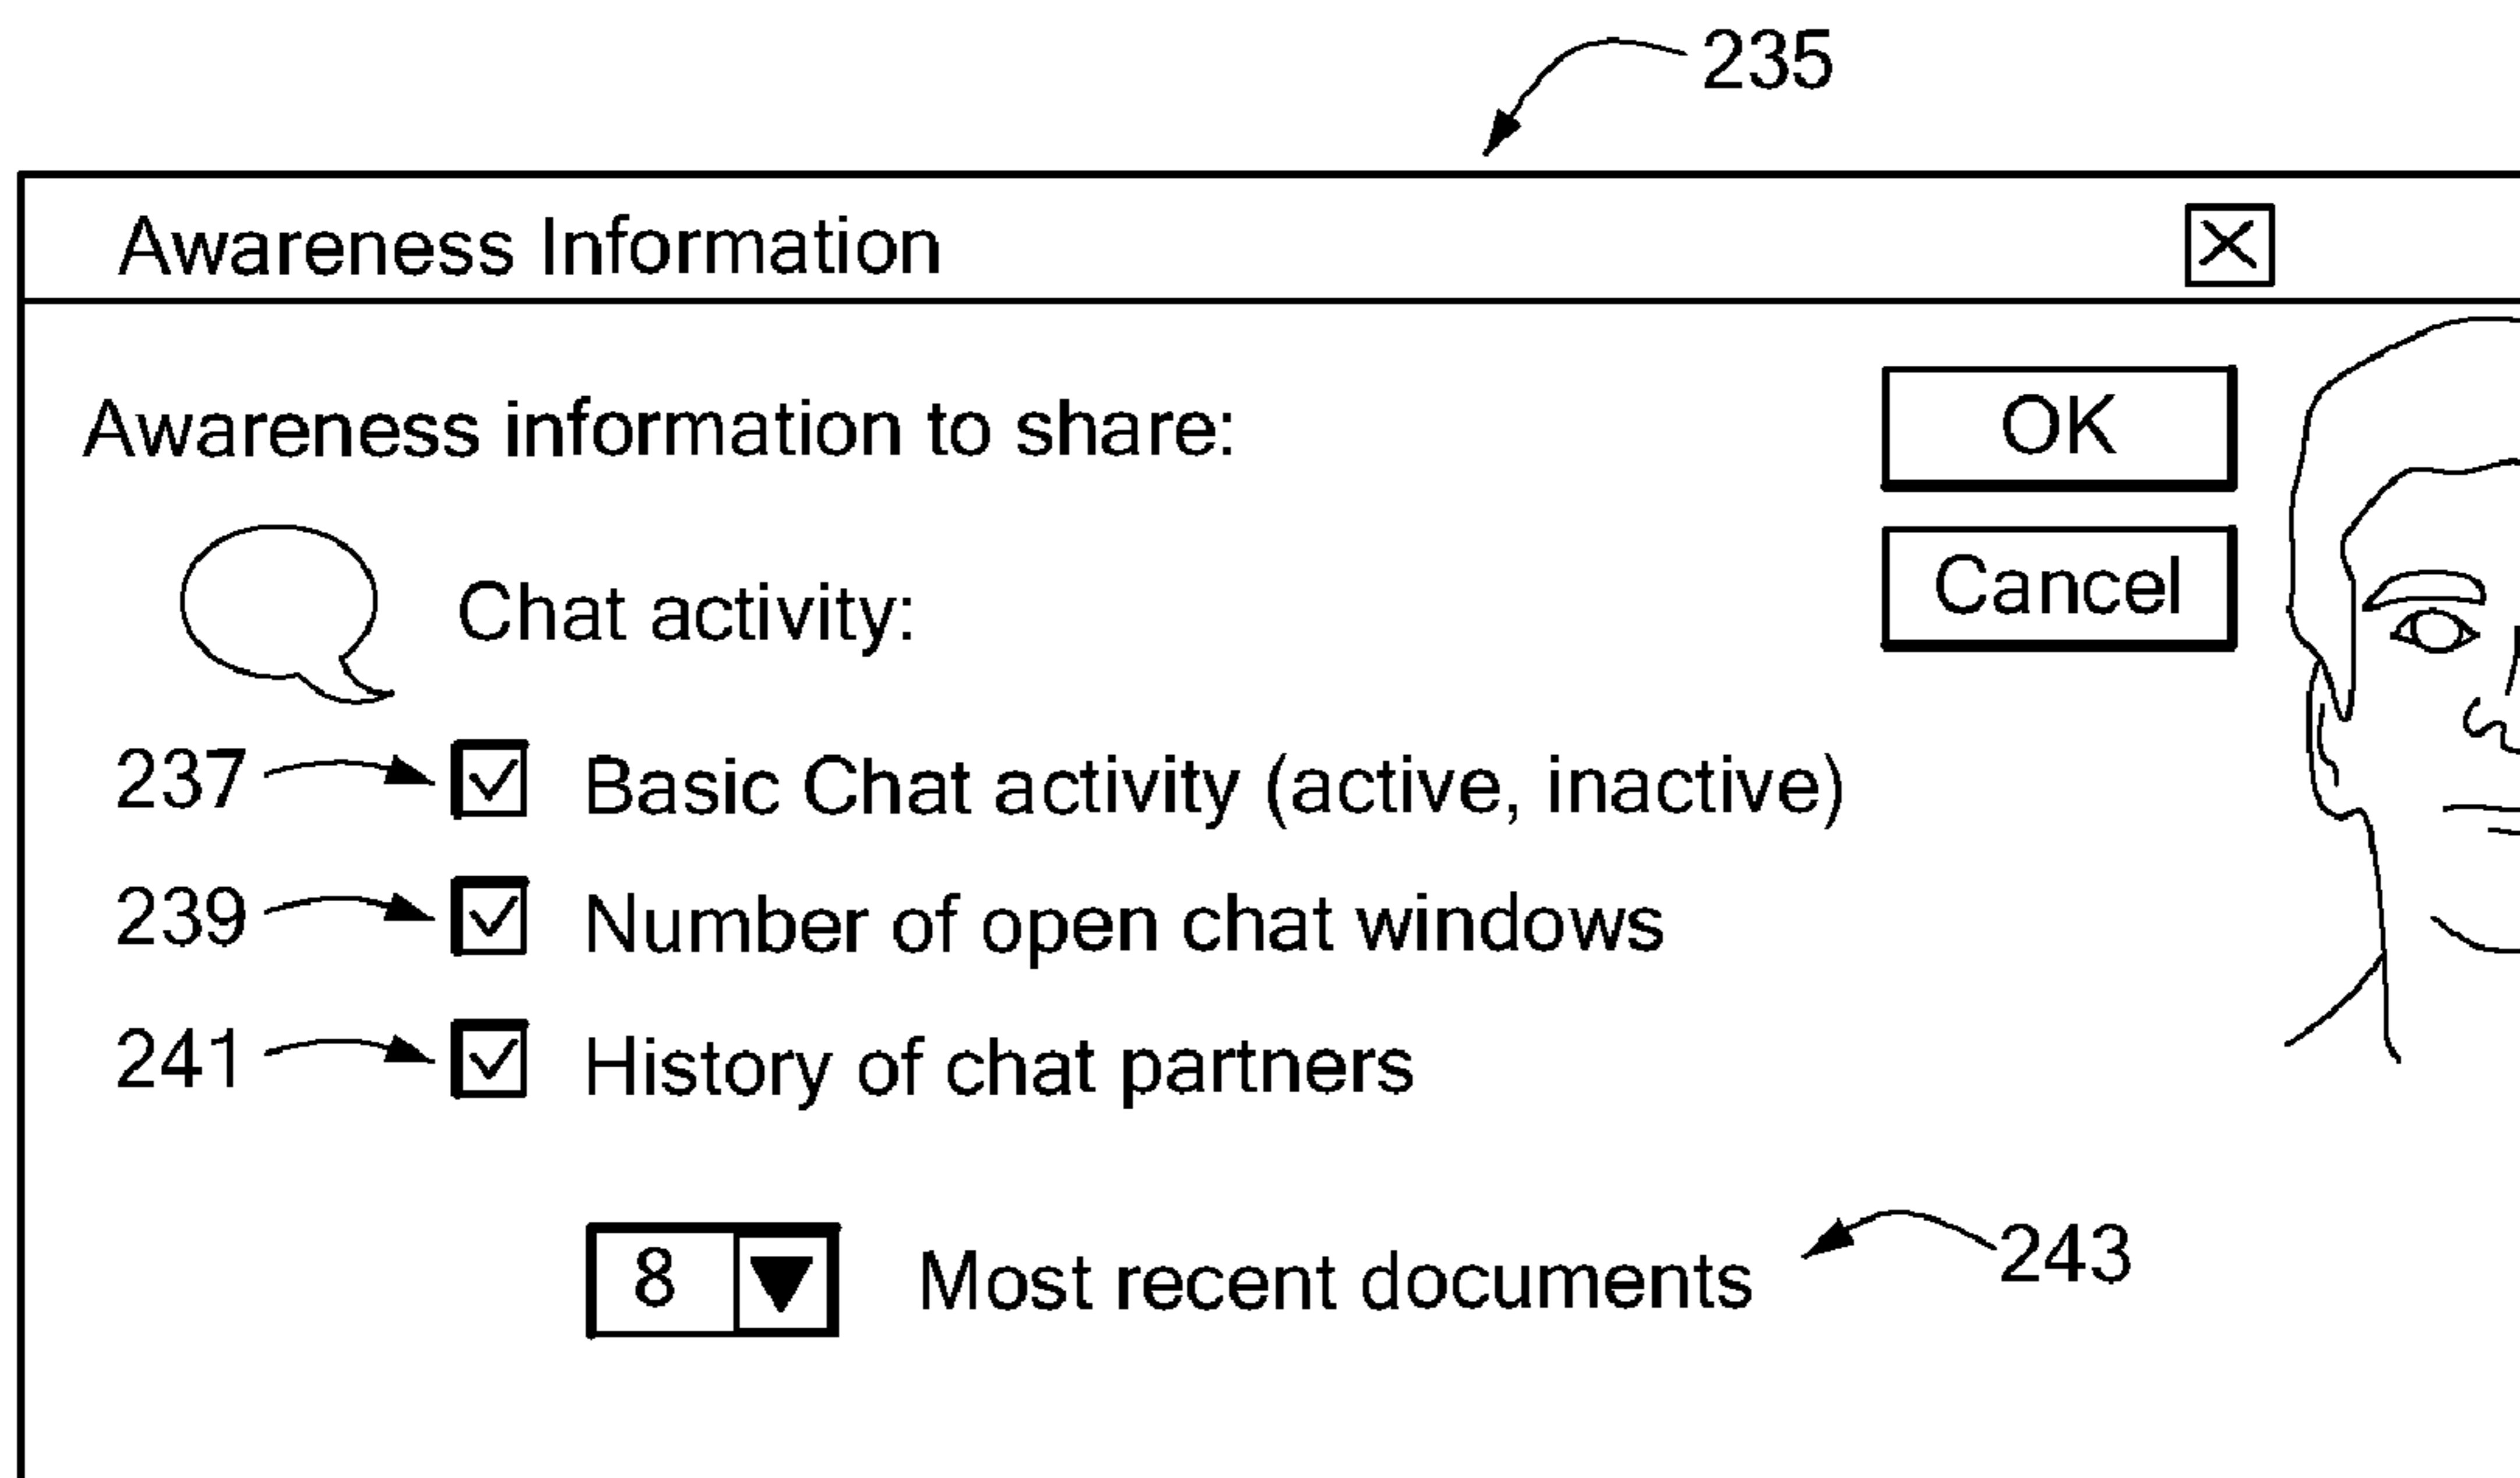 235
Awareness Information
Awareness information to share:
OK
Cancel
Chat activity:
237 Basic Chat activity (active, inactive)
239 Number of open chat windows
241 History of chat partners
8 Most recent documents 243